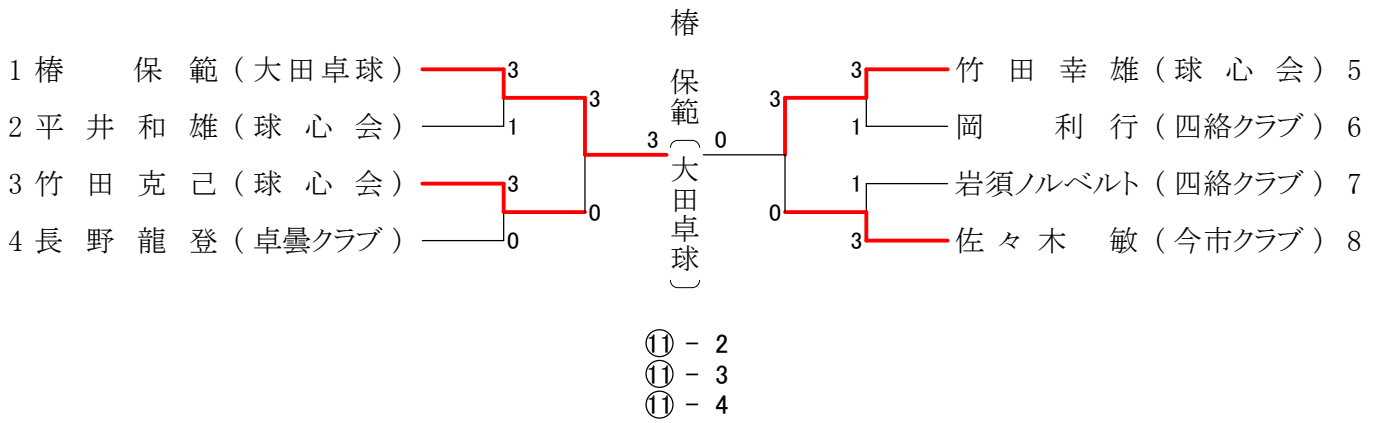 1 椿 保 範 ( 大田卓球 ) 3
2 平 井 和 雄 ( 球 心 会 ) 1
3
3 竹 田 克 己 ( 球 心 会 ) 3
4 長 野 龍 登 ( 卓曇クラブ ) 0
0
3
椿 保範（大田卓球）
0
3 竹 田 幸 雄 ( 球 心 会 ) 5
1 岡 利 行 ( 四絡クラブ ) 6
3
1 岩須ノルベルト ( 四絡クラブ ) 7
3 佐 々 木 敏 ( 今市クラブ ) 8
0
⑪ − 2
⑪ − 3
⑪ − 4